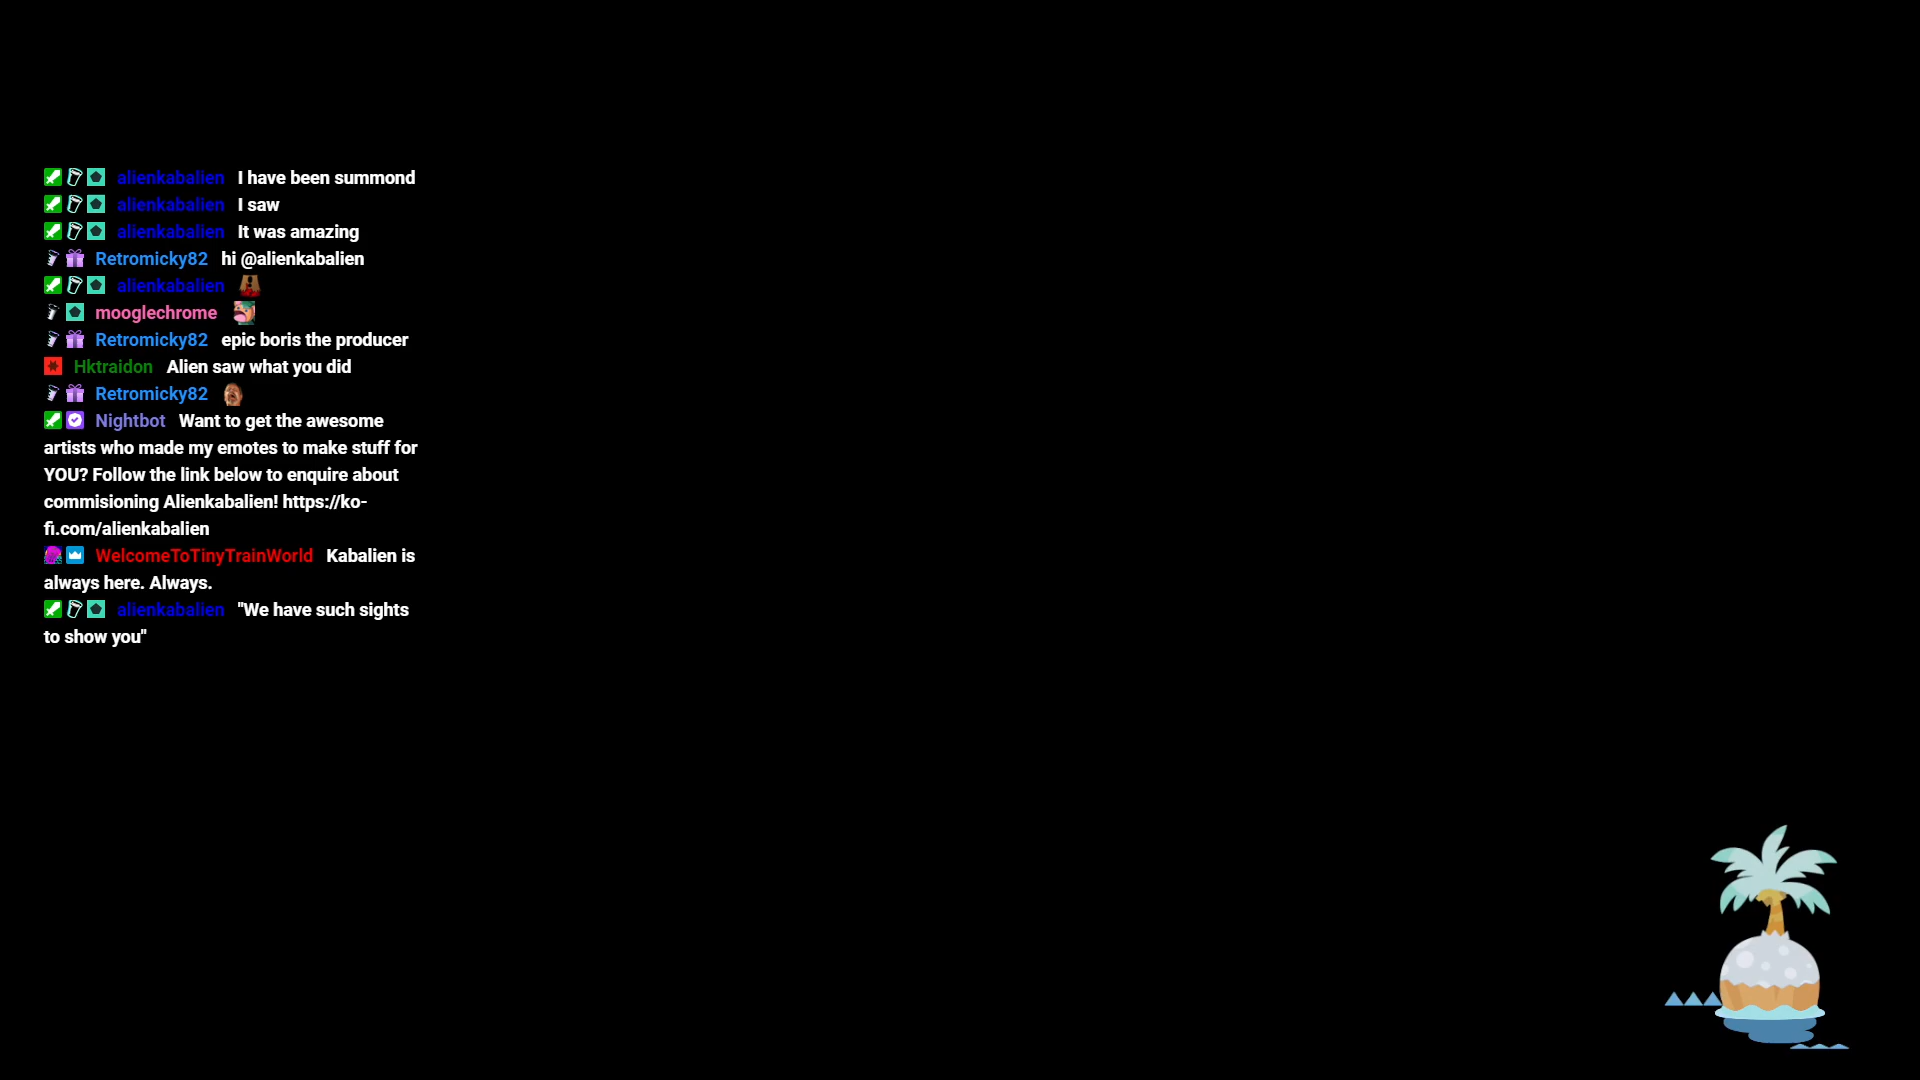 alienkabalien I have been summond
alienkabalien I saw
alienkabalien It was amazing
Retromicky82 hi @alienkabalien
alienkabalien
mooglechrome
Retromicky82 epic boris the producer
Hktraidon Alien saw what you did
Retromicky82
Nightbot Want to get the awesome
artists who made my emotes to make stuff for
YOU? Follow the link below to enquire about
commisioning Alienkabalien! https://ko-
fi.com/alienkabalien
WelcomeToTinyTrainWorld Kabalien is
always here. Always.
alienkabalien "We have such sights
to show you"